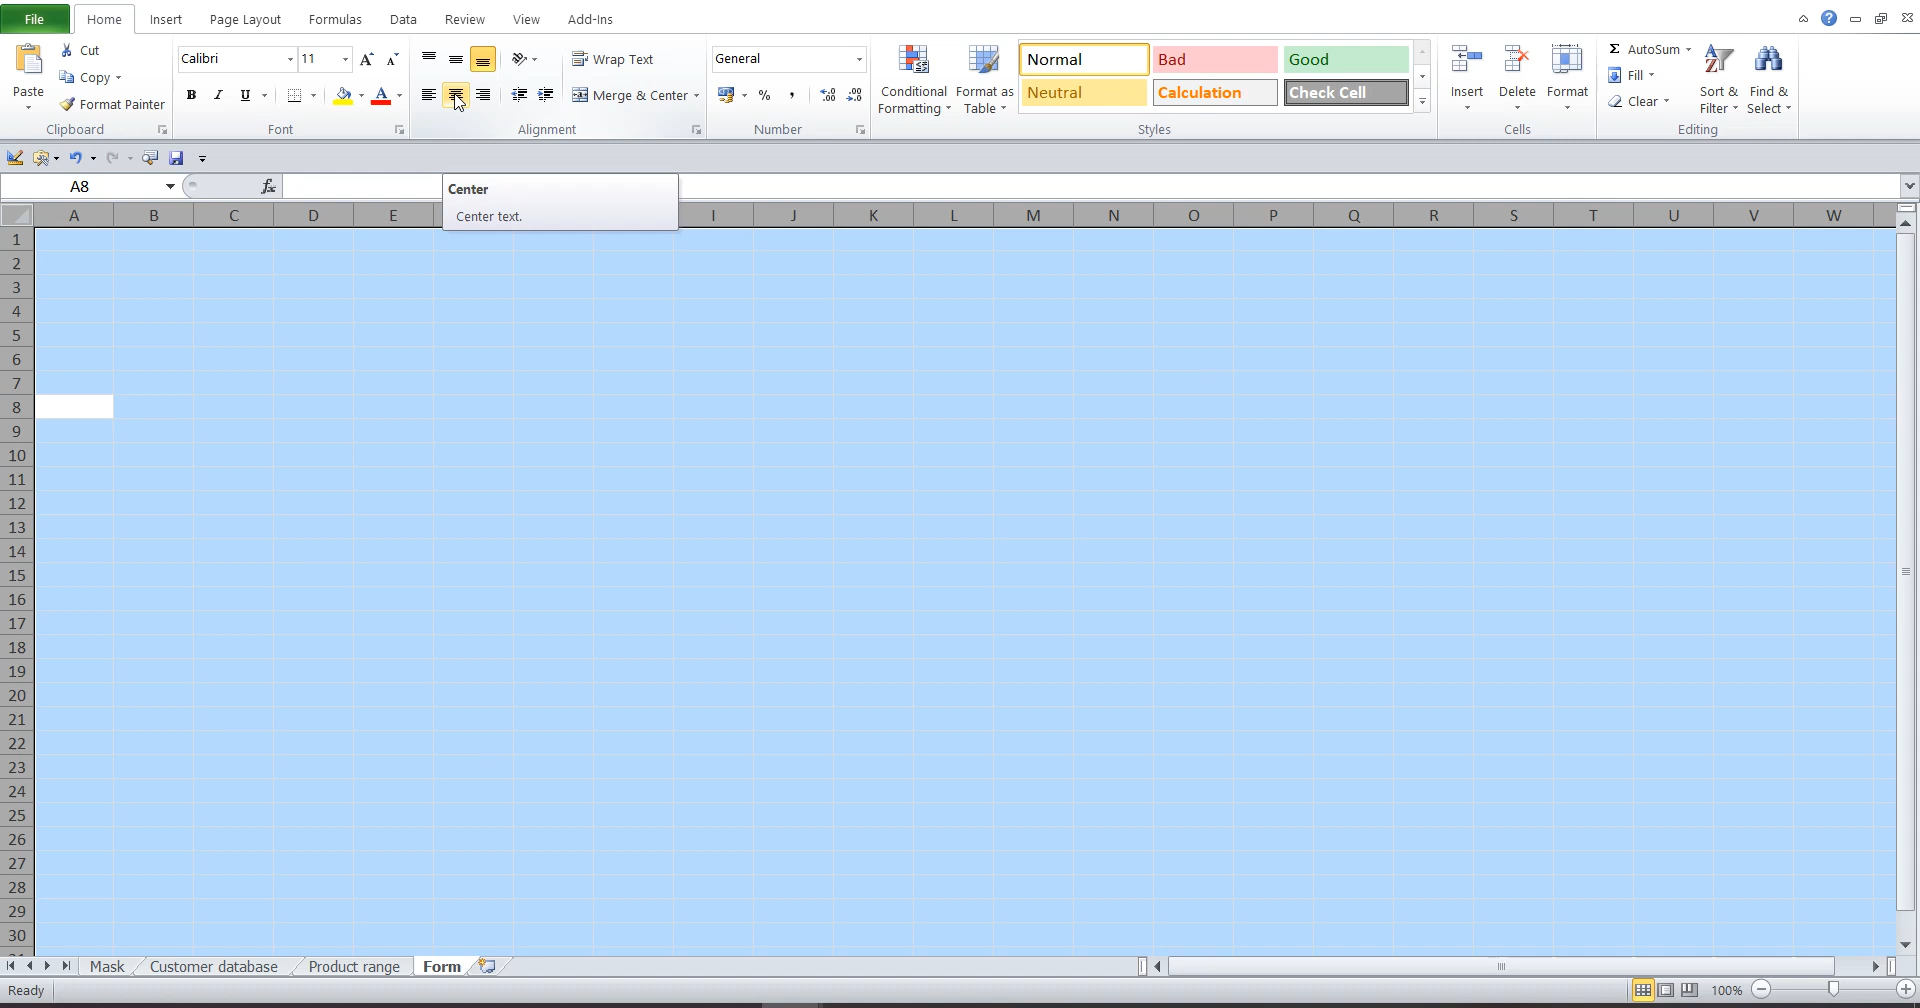 File Home Insert Page Layout Formulas Data Review View Add-Ins
Paste
Cut
Copy
Format Painter
Clipboard
Calibri 11
B I U
Font
Wrap Text
Merge & Center
Alignment
General
% ,
Number
Conditional Formatting
Format as Table
Normal Bad Good
Neutral Calculation Check Cell
Styles
Insert Delete Format
Cells
Σ AutoSum
Fill
Clear
Sort & Filter
Find & Select
Editing
A8 fx
Center
Center text.
A B C D E I J K L M N O P Q R S T U V W
1
2
3
4
5
6
7
8
9
10
11
12
13
14
15
16
17
18
19
20
21
22
23
24
25
26
27
28
29
30
Mask Customer database Product range Form
Ready 100%